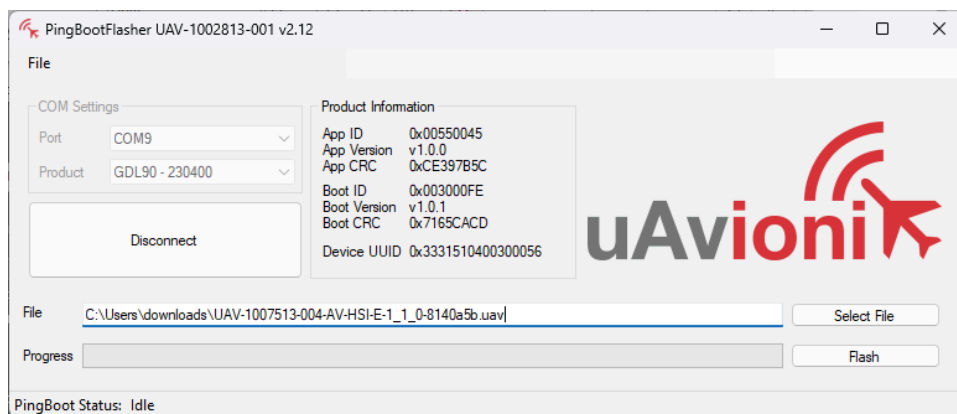 PingBootFlasher UAV-1002813-001 v2.12
File
COM Settings
Port COM9
Product GDL90 - 230400
Disconnect
Product Information
App ID 0x00550045
App Version v1.0.0
App CRC 0xCE397B5C
Boot ID 0x003000FE
Boot Version v1.0.1
Boot CRC 0x7165CACD
Device UUID 0x3331510400300056
uAvionix
File C:\Users\downloads\UAV-1007513-004-AV-HSI-E-1_1_0-8140a5b.uav Select File
Progress Flash
PingBoot Status: Idle